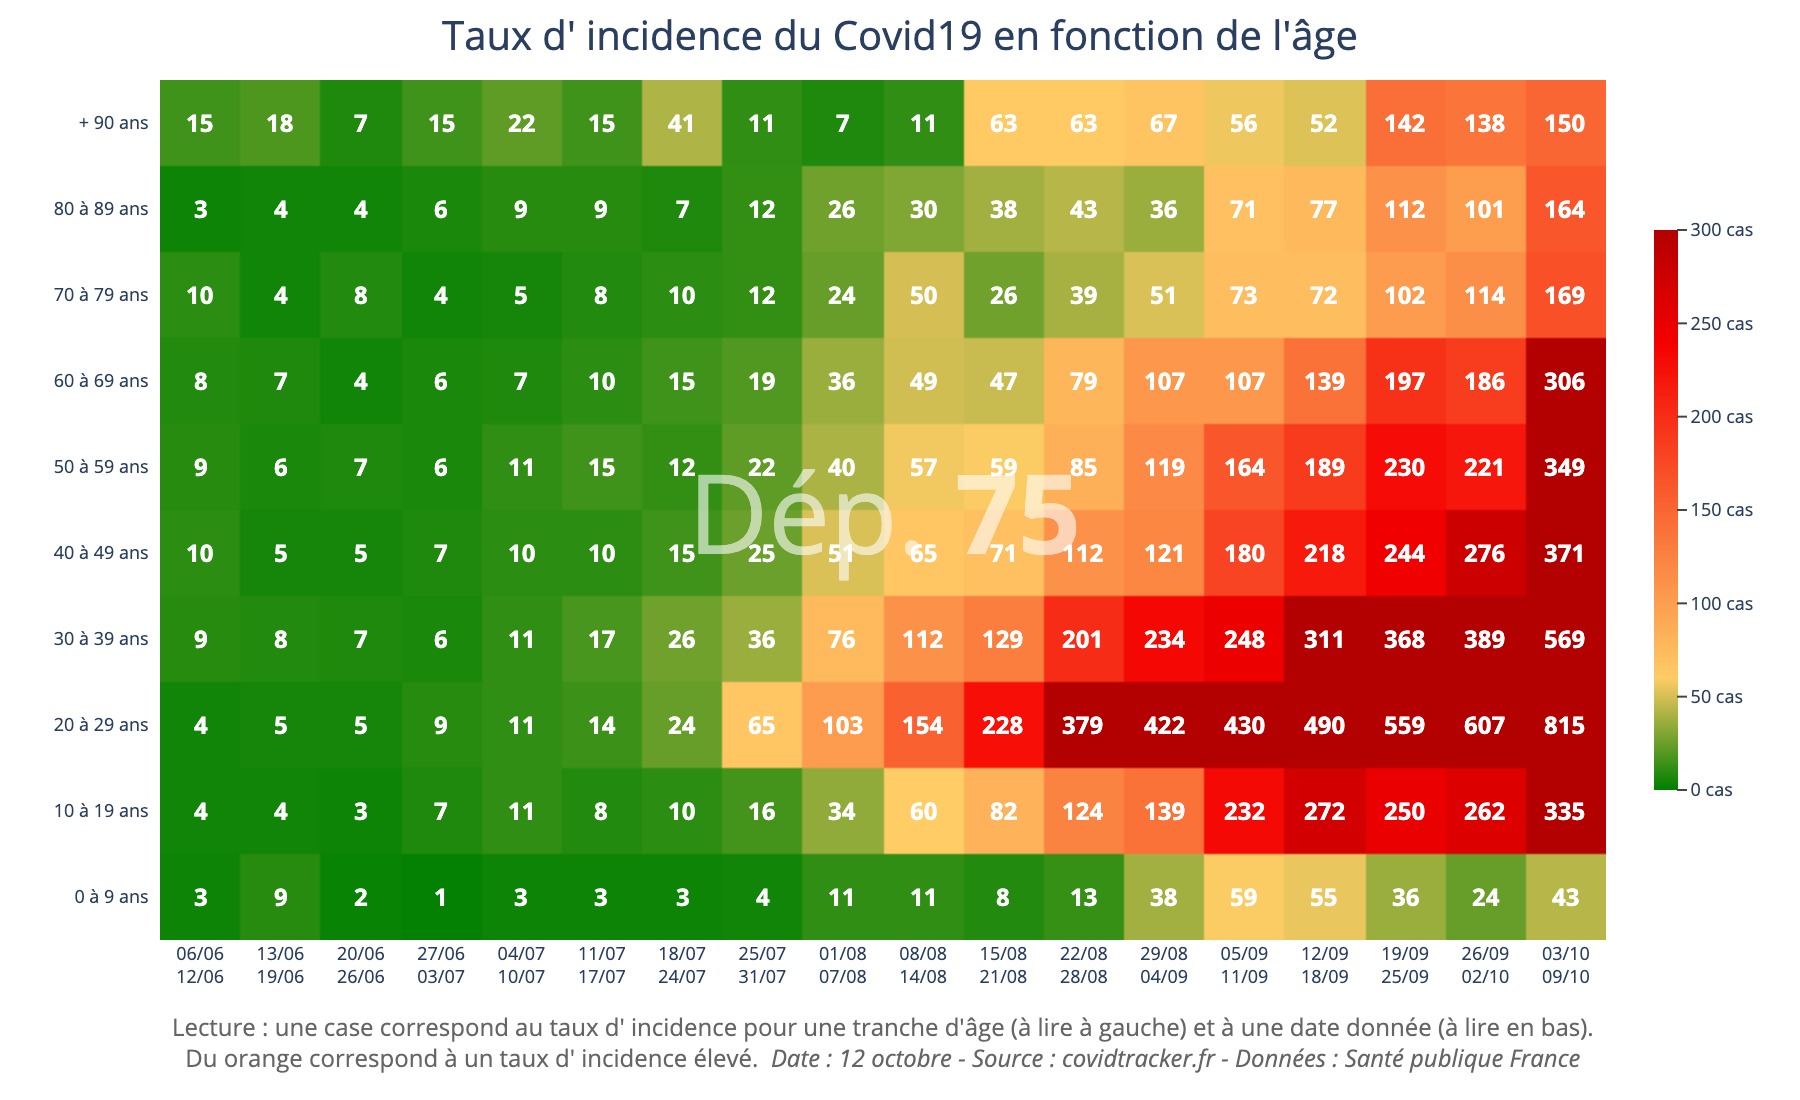 Taux d' incidence du Covid19 en fonction de l'âge
+ 90 ans 15 18 7 15 22 15 41 11 7 11 63 63 67 56 52 142 138 150
80 à 89 ans 3 4 4 6 9 9 7 12 26 30 38 43 36 71 77 112 101 164
70 à 79 ans 10 4 8 4 5 8 10 12 24 50 26 39 51 73 72 102 114 169
60 à 69 ans 8 7 4 6 7 10 15 19 36 49 47 79 107 107 139 197 186 306
50 à 59 ans 9 6 7 6 11 15 12 22 40 57 59 85 119 164 189 230 221 349
Dép. 75
40 à 49 ans 10 5 5 7 10 10 15 25 51 65 71 112 121 180 218 244 276 371
30 à 39 ans 9 8 7 6 11 17 26 36 76 112 129 201 234 248 311 368 389 569
20 à 29 ans 4 5 5 9 11 14 24 65 103 154 228 379 422 430 490 559 607 815
10 à 19 ans 4 4 3 7 11 8 10 16 34 60 82 124 139 232 272 250 262 335
0 à 9 ans 3 9 2 1 3 3 3 4 11 11 8 13 38 59 55 36 24 43
06/06 13/06 20/06 27/06 04/07 11/07 18/07 25/07 01/08 08/08 15/08 22/08 29/08 05/09 12/09 19/09 26/09 03/10
12/06 19/06 26/06 03/07 10/07 17/07 24/07 31/07 07/08 14/08 21/08 28/08 04/09 11/09 18/09 25/09 02/10 09/10
300 cas
250 cas
200 cas
150 cas
100 cas
50 cas
0 cas
Lecture : une case correspond au taux d' incidence pour une tranche d'âge (à lire à gauche) et à une date donnée (à lire en bas).
Du orange correspond à un taux d' incidence élevé. Date : 12 octobre - Source : covidtracker.fr - Données : Santé publique France